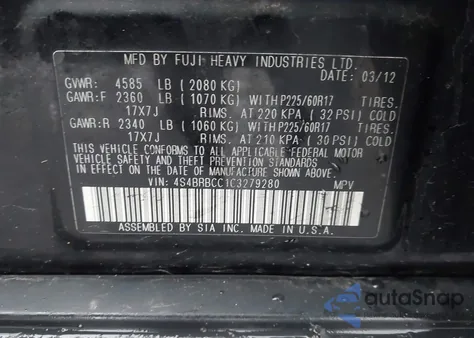 MFD BY FUJI HEAVY INDUSTRIES LTD.
DATE: 03/12
GVWR: 4585 LB ( 2080 KG)
GAWR:F 2360 LB ( 1070 KG) WITH P225/60R17 TIRES.
17X7J RIMS. AT 220 KPA ( 32 PSI) COLD
GAWR:R 2340 LB ( 1060 KG) WITH P225/60R17 TIRES.
17X7J RIMS. AT 210 KPA ( 30 PSI) COLD
THIS VEHICLE CONFORMS TO ALL APPLICABLE FEDERAL MOTOR
VEHICLE SAFETY AND THEFT PREVENTION STANDARDS
IN EFFECT ON THE DATE OF MANUFACTURE SHOWN ABOVE.
VIN: 4S4BRBCC1C3279280 MPV
ASSEMBLED BY SIA INC. MADE IN U.S.A.
autoSnap